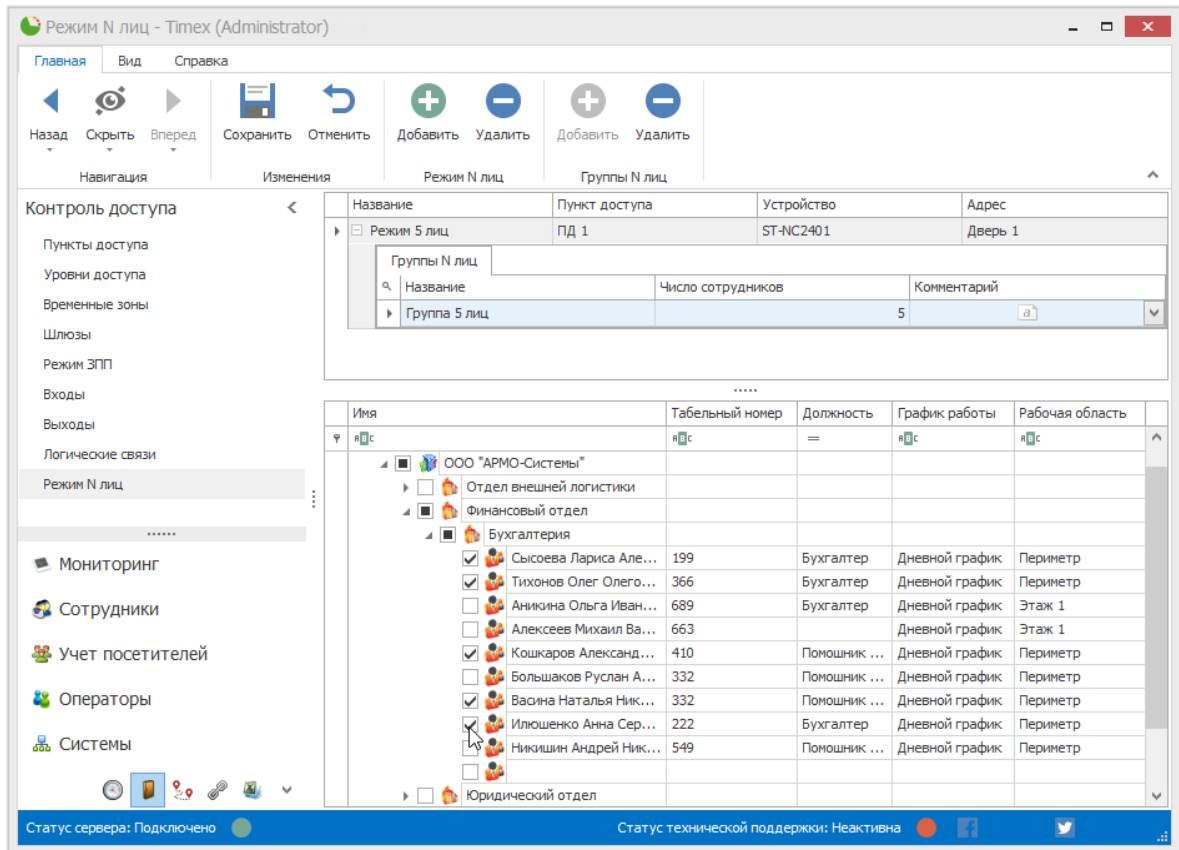 Режим N лиц - Timex (Administrator)
Главная Вид Справка
Назад Скрыть Вперед Сохранить Отменить Добавить Удалить Добавить Удалить
Навигация Изменения Режим N лиц Группы N лиц
Контроль доступа
Пункты доступа
Уровни доступа
Временные зоны
Шлюзы
Режим ЗПП
Входы
Выходы
Логические связи
Режим N лиц
Мониторинг
Сотрудники
Учет посетителей
Операторы
Системы
Название Пункт доступа Устройство Адрес
Режим 5 лиц ПД 1 ST-NC2401 Дверь 1
Группы N лиц
Название Число сотрудников Комментарий
Группа 5 лиц 5 a
Имя Табельный номер Должность График работы Рабочая область
ABC ABC = ABC ABC
ООО "АРМО-Системы"
Отдел внешней логистики
Финансовый отдел
Бухгалтерия
Сысоева Лариса Але... 199 Бухгалтер Дневной график Периметр
Тихонов Олег Олего... 366 Бухгалтер Дневной график Периметр
Аникина Ольга Иван... 689 Бухгалтер Дневной график Этаж 1
Алексеев Михаил Ва... 663 Дневной график Этаж 1
Кошкаров Александ... 410 Помошник ... Дневной график Периметр
Большаков Руслан А... 332 Помошник ... Дневной график Периметр
Васина Наталья Ник... 332 Помошник ... Дневной график Периметр
Илюшенко Анна Сер... 222 Бухгалтер Дневной график Периметр
Никишин Андрей Ник... 549 Помошник ... Дневной график Периметр
Юридический отдел
Статус сервера: Подключено Статус технической поддержки: Неактивна